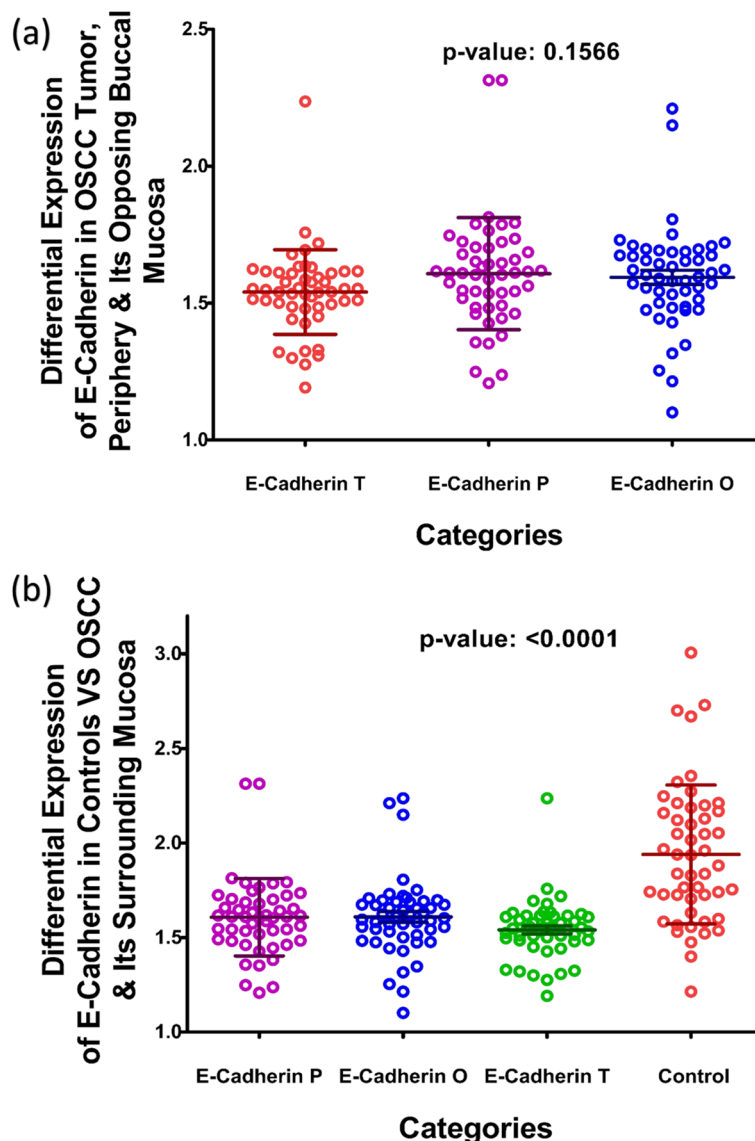 (a)
Differential Expression
of E-Cadherin in OSCC Tumor,
Periphery & Its Opposing Buccal
Mucosa
p-value: 0.1566
2.5
2.0
1.5
1.0
E-Cadherin T E-Cadherin P E-Cadherin O
Categories
(b)
Differential Expression
of E-Cadherin in Controls VS OSCC
& Its Surrounding Mucosa
p-value: <0.0001
3.0
2.5
2.0
1.5
1.0
E-Cadherin P E-Cadherin O E-Cadherin T Control
Categories